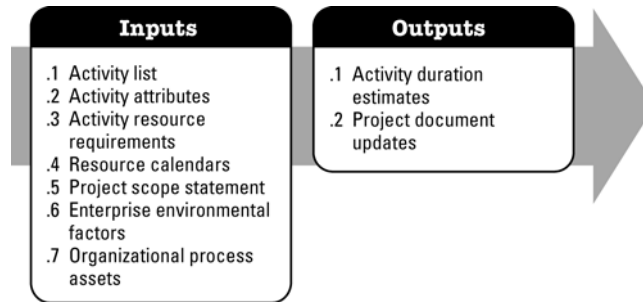 Inputs
.1 Activity list
.2 Activity attributes
.3 Activity resource
requirements
.4 Resource calendars
.5 Project scope statement
.6 Enterprise environmental
factors
.7 Organizational process
assets
Outputs
.1 Activity duration
estimates
.2 Project document
updates